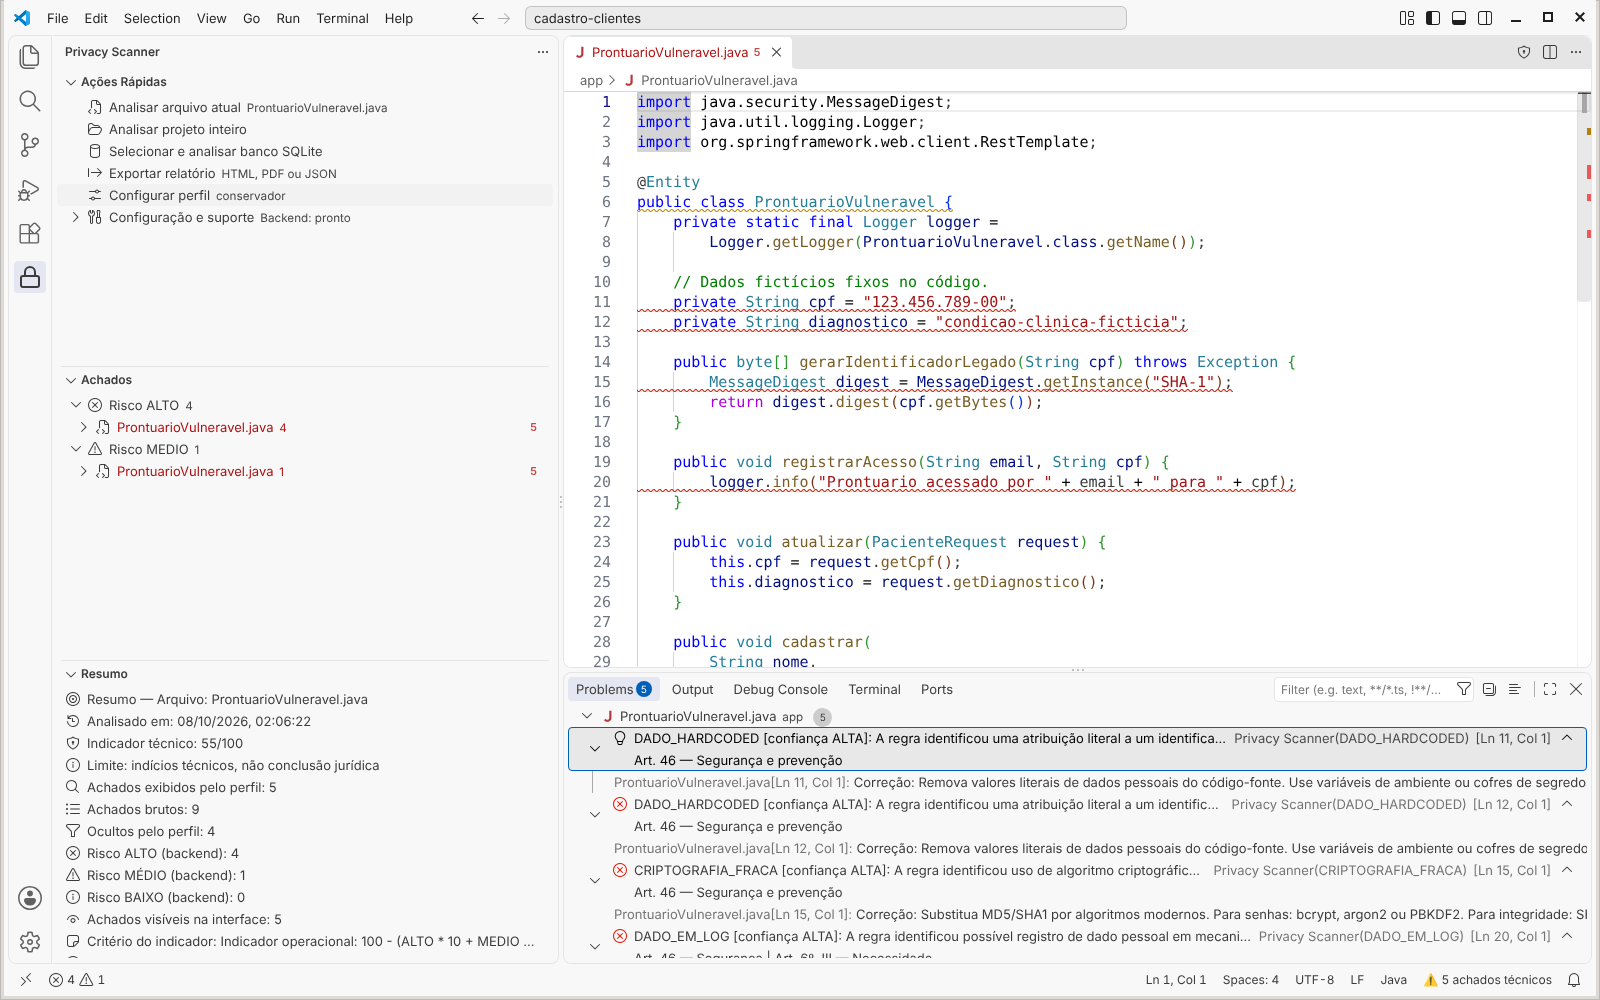 File Edit Selection View Go Run Terminal Help
cadastro-clientes
Privacy Scanner
Ações Rápidas
Analisar arquivo atual ProntuarioVulneravel.java
Analisar projeto inteiro
Selecionar e analisar banco SQLite
Exportar relatório HTML, PDF ou JSON
Configurar perfil conservador
Configuração e suporte Backend: pronto
Achados
Risco ALTO 4
ProntuarioVulneravel.java 4 5
Risco MEDIO 1
ProntuarioVulneravel.java 1 5
Resumo
Resumo — Arquivo: ProntuarioVulneravel.java
Analisado em: 08/10/2026, 02:06:22
Indicador técnico: 55/100
Limite: indícios técnicos, não conclusão jurídica
Achados exibidos pelo perfil: 5
Achados brutos: 9
Ocultos pelo perfil: 4
Risco ALTO (backend): 4
Risco MÉDIO (backend): 1
Risco BAIXO (backend): 0
Achados visíveis na interface: 5
Critério do indicador: Indicador operacional: 100 - (ALTO * 10 + MEDIO ...
ProntuarioVulneravel.java 5
app > ProntuarioVulneravel.java
1 import java.security.MessageDigest;
2 import java.util.logging.Logger;
3 import org.springframework.web.client.RestTemplate;
4
5 @Entity
6 public class ProntuarioVulneravel {
7 private static final Logger logger =
8 Logger.getLogger(ProntuarioVulneravel.class.getName());
9
10 // Dados fictícios fixos no código.
11 private String cpf = "123.456.789-00";
12 private String diagnostico = "condicao-clinica-ficticia";
13
14 public byte[] gerarIdentificadorLegado(String cpf) throws Exception {
15 MessageDigest digest = MessageDigest.getInstance("SHA-1");
16 return digest.digest(cpf.getBytes());
17 }
18
19 public void registrarAcesso(String email, String cpf) {
20 logger.info("Prontuario acessado por " + email + " para " + cpf);
21 }
22
23 public void atualizar(PacienteRequest request) {
24 this.cpf = request.getCpf();
25 this.diagnostico = request.getDiagnostico();
26 }
27
28 public void cadastrar(
29 String nome,
Problems 5 Output Debug Console Terminal Ports
Filter (e.g. text, **/*.ts, !**/...
ProntuarioVulneravel.java app 5
DADO_HARDCODED [confiança ALTA]: A regra identificou uma atribuição literal a um identifica... Privacy Scanner(DADO_HARDCODED) [Ln 11, Col 1]
Art. 46 — Segurança e prevenção
ProntuarioVulneravel.java[Ln 11, Col 1]: Correção: Remova valores literais de dados pessoais do código-fonte. Use variáveis de ambiente ou cofres de segredo
DADO_HARDCODED [confiança ALTA]: A regra identificou uma atribuição literal a um identific... Privacy Scanner(DADO_HARDCODED) [Ln 12, Col 1]
Art. 46 — Segurança e prevenção
ProntuarioVulneravel.java[Ln 12, Col 1]: Correção: Remova valores literais de dados pessoais do código-fonte. Use variáveis de ambiente ou cofres de segredo
CRIPTOGRAFIA_FRACA [confiança ALTA]: A regra identificou uso de algoritmo criptográfic... Privacy Scanner(CRIPTOGRAFIA_FRACA) [Ln 15, Col 1]
Art. 46 — Segurança e prevenção
ProntuarioVulneravel.java[Ln 15, Col 1]: Correção: Substitua MD5/SHA1 por algoritmos modernos. Para senhas: bcrypt, argon2 ou PBKDF2. Para integridade:
DADO_EM_LOG [confiança ALTA]: A regra identificou possível registro de dado pessoal em mecani... Privacy Scanner(DADO_EM_LOG) [Ln 20, Col 1]
Art. 46 — Segurança | Art. 6º, III — Necessidade
4 1
Ln 1, Col 1 Spaces: 4 UTF-8 LF Java 5 achados técnicos